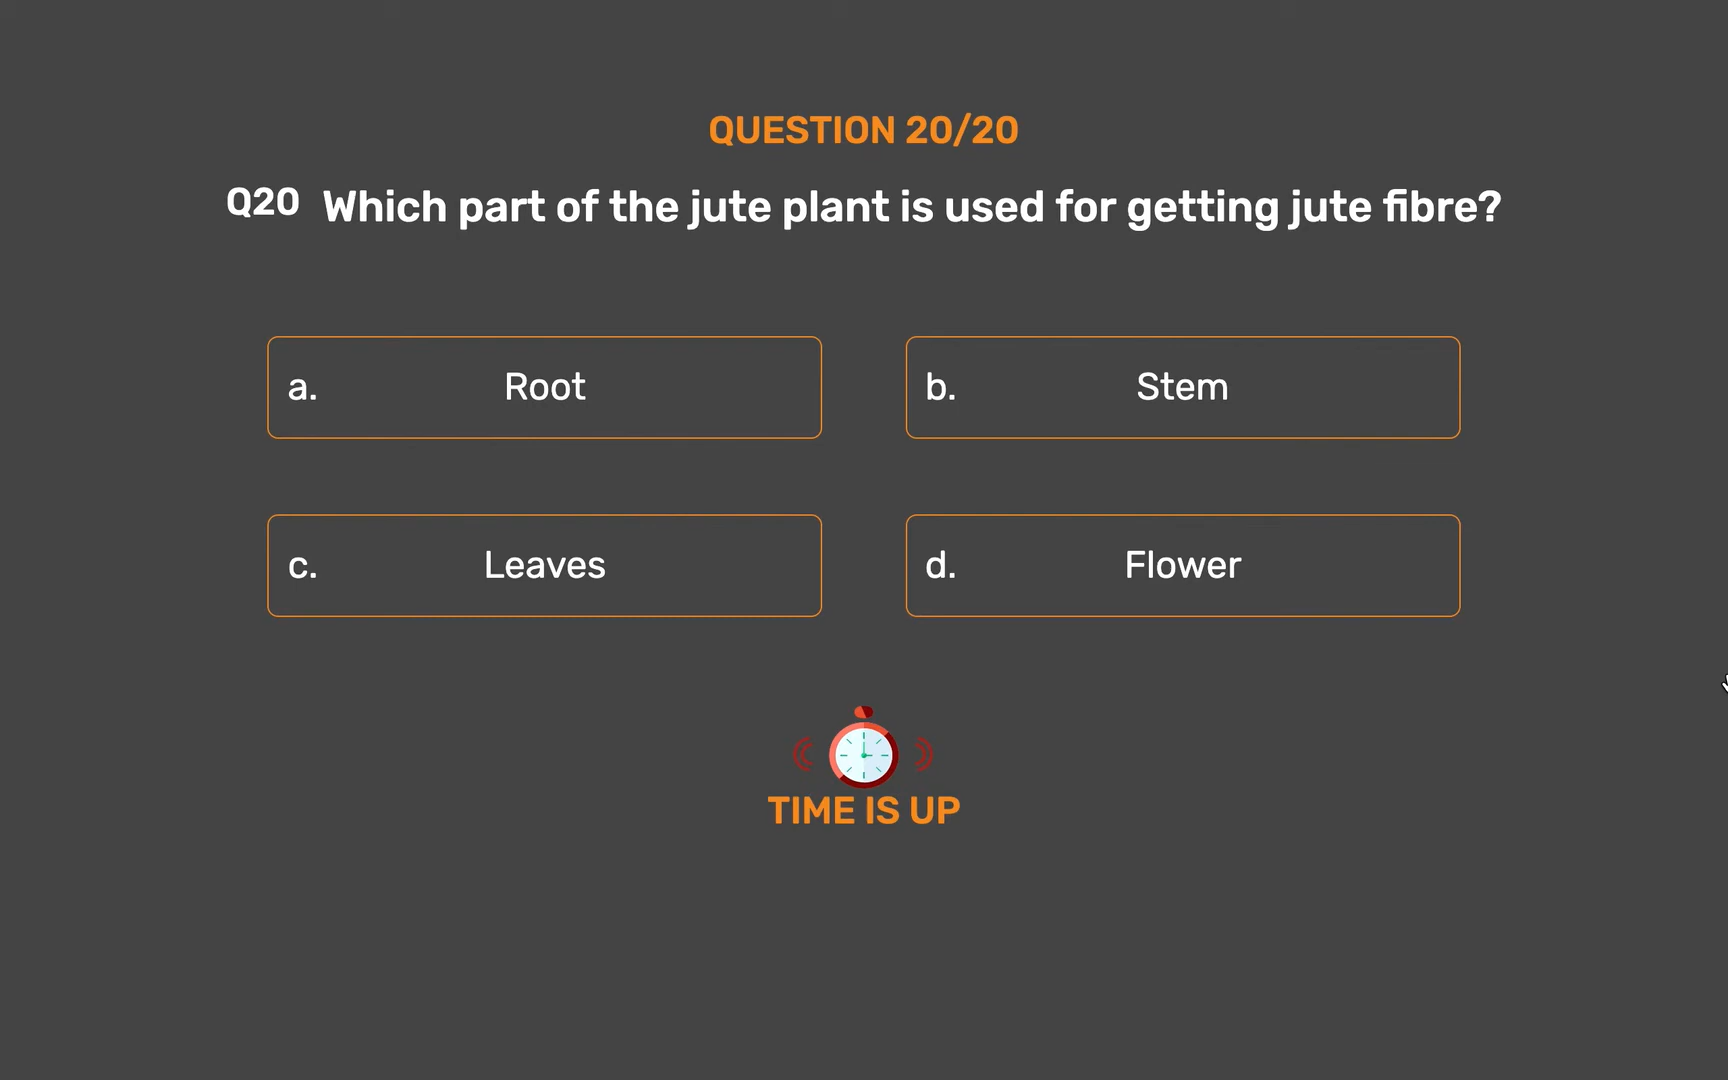 QUESTION 20/20
Q20 Which part of the jute plant is used for getting jute fibre?
a. Root
b. Stem
c. Leaves
d. Flower
TIME IS UP